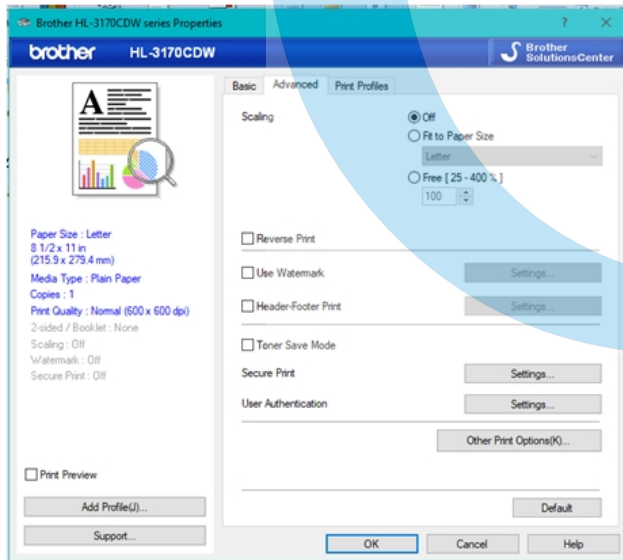 Brother HL-3170CDW series Properties
?
brother HL-3170CDW
Brother
SolutionsCenter
Basic Advanced Print Profiles
A
Scaling
Off
Fit to Paper Size
Letter
Free [ 25 - 400 % ]
100
Paper Size : Letter
8 1/2 x 11 in
(215.9 x 279.4 mm)
Media Type : Plain Paper
Copies : 1
Print Quality : Normal (600 x 600 dpi)
2-sided / Booklet : None
Scaling : Off
Watermark : Off
Secure Print : Off
Reverse Print
Use Watermark Settings...
Header-Footer Print Settings...
Toner Save Mode
Secure Print Settings...
User Authentication Settings...
Other Print Options(K)...
Print Preview
Add Profile(J)...
Support...
Default
OK Cancel Help